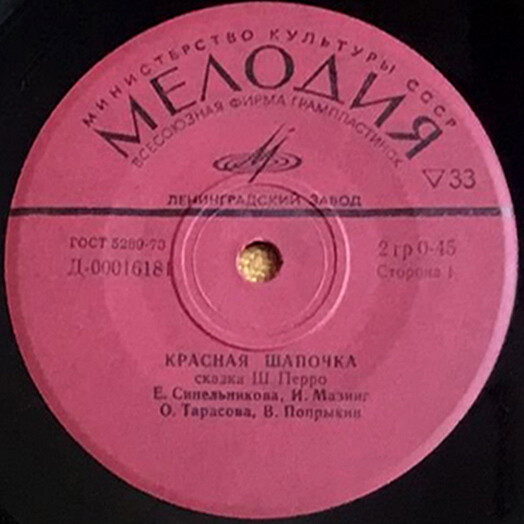 МИНИСТЕРСТВО КУЛЬТУРЫ СССР
МЕЛОДИЯ
ВСЕСОЮЗНАЯ ФИРМА ГРАМПЛАСТИНОК
ЛЕНИНГРАДСКИЙ ЗАВОД
▽33
ГОСТ 5289-73
2 гр 0-45
Д-00016181
Сторона 1
КРАСНАЯ ШАПОЧКА
сказка Ш. Перро
Е. Синельникова, И. Мазинг
О. Тарасова, В. Попрыкин